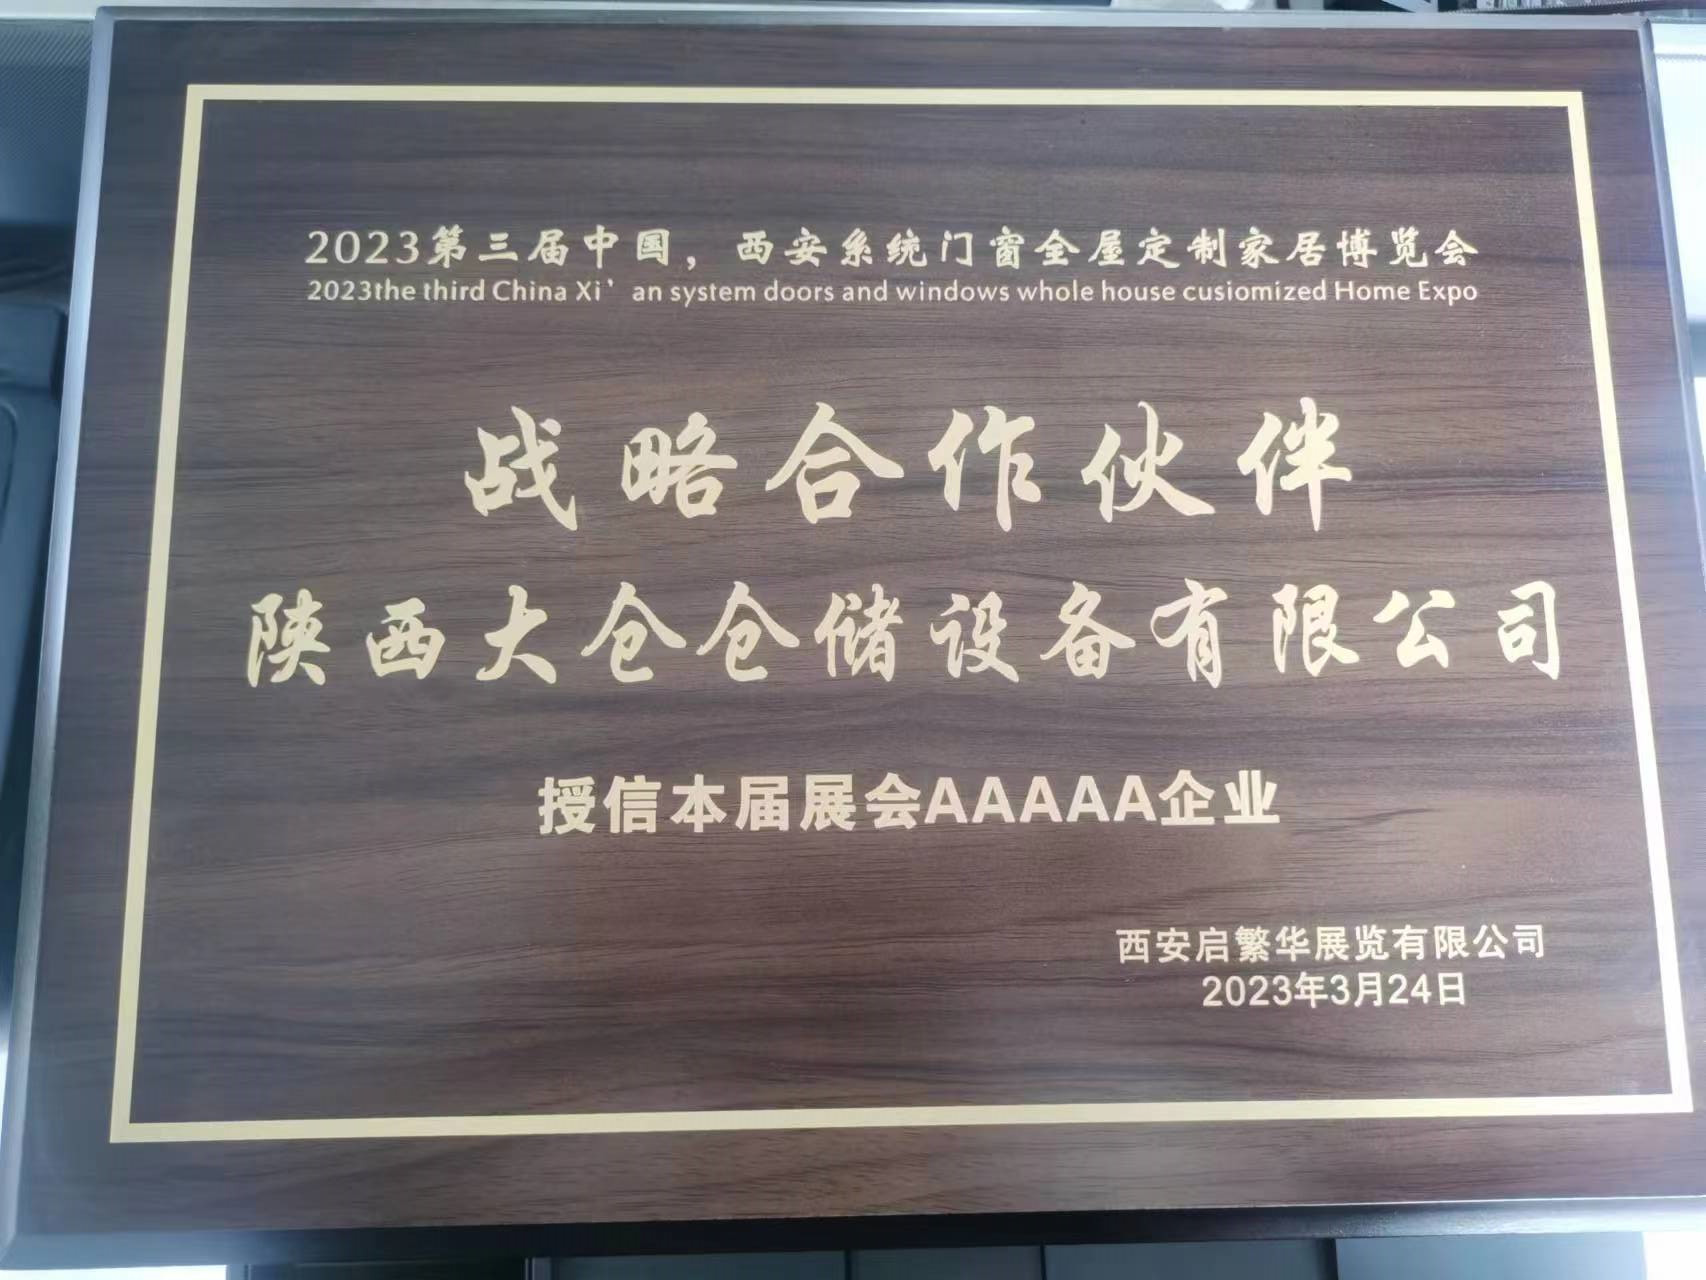 2023第三届中国，西安系统门窗全屋定制家居博览会
2023the third China Xi’an system doors and windows whole house cusiomized Home Expo
战略合作伙伴
陕西大仓仓储设备有限公司
授信本届展会AAAAA企业
西安启繁华展览有限公司
2023年3月24日